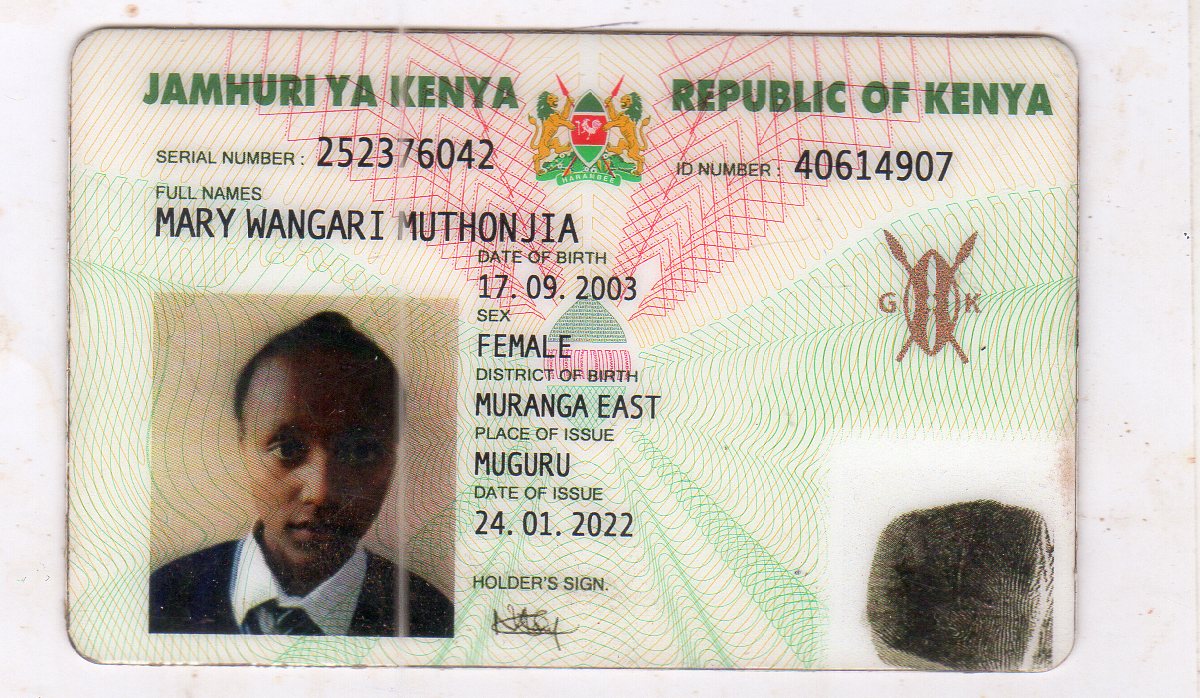 JAMHURI YA KENYA REPUBLIC OF KENYA
SERIAL NUMBER : 252376042 ID NUMBER : 40614907
HARAMBEE
FULL NAMES
MARY WANGARI MUTHONJIA
DATE OF BIRTH
17. 09. 2003
SEX
G K
FEMALE
DISTRICT OF BIRTH
MURANGA EAST
PLACE OF ISSUE
MUGURU
DATE OF ISSUE
24. 01. 2022
HOLDER'S SIGN.